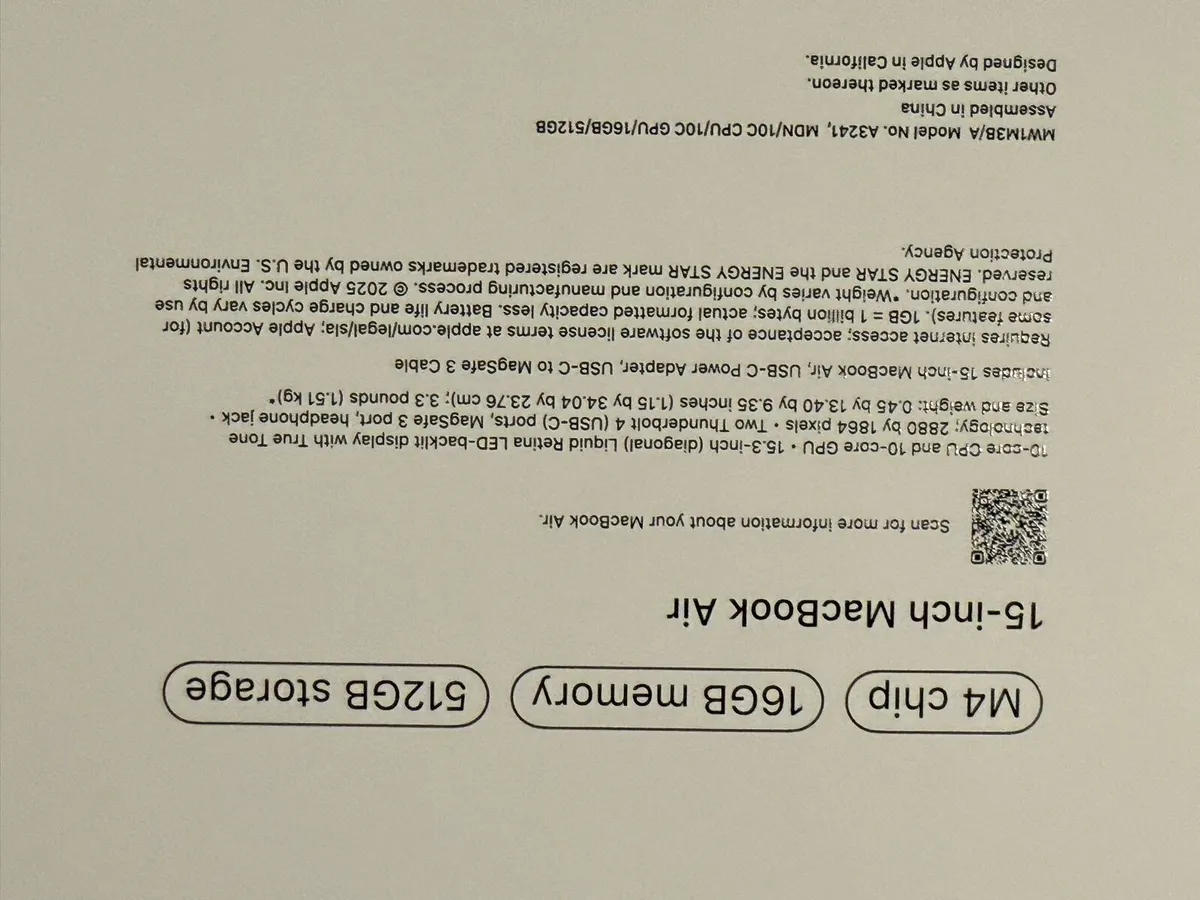 M4 chip
16GB memory
512GB storage
15-inch MacBook Air
Scan for more information about your MacBook Air.
10-core CPU and 10-core GPU • 15.3-inch (diagonal) Liquid Retina LED-backlit display with True Tone
technology; 2880 by 1864 pixels • Two Thunderbolt 4 (USB-C) ports, MagSafe 3 port, headphone jack •
Size and weight: 0.45 by 13.40 by 9.35 inches (1.15 by 34.04 by 23.76 cm); 3.3 pounds (1.51 kg)*
Includes 15-inch MacBook Air, USB-C Power Adapter, USB-C to MagSafe 3 Cable
Requires internet access; acceptance of the software license terms at apple.com/legal/sla; Apple Account (for
some features). 1GB = 1 billion bytes; actual formatted capacity less. Battery life and charge cycles vary by use
and configuration. *Weight varies by configuration and manufacturing process. © 2025 Apple Inc. All rights
reserved. ENERGY STAR and the ENERGY STAR mark are registered trademarks owned by the U.S. Environmental
Protection Agency.
MW1M3B/A Model No. A3241, MDN/10C CPU/10C GPU/16GB/512GB
Assembled in China
Other items as marked thereon.
Designed by Apple in California.